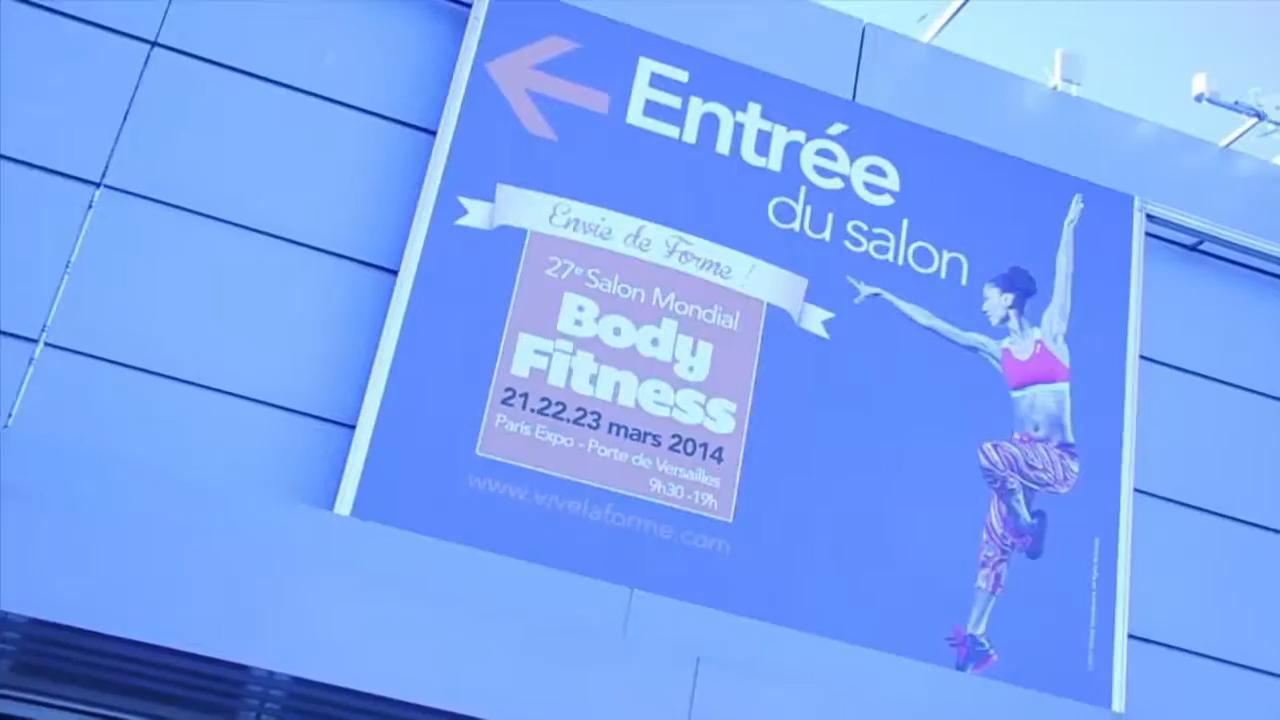 Entrée
du salon
Envie de Forme !
27e Salon Mondial
Body
Fitness
21.22.23 mars 2014
Paris Expo - Porte de Versailles
9h30 -19h
www.vivelaforme.com